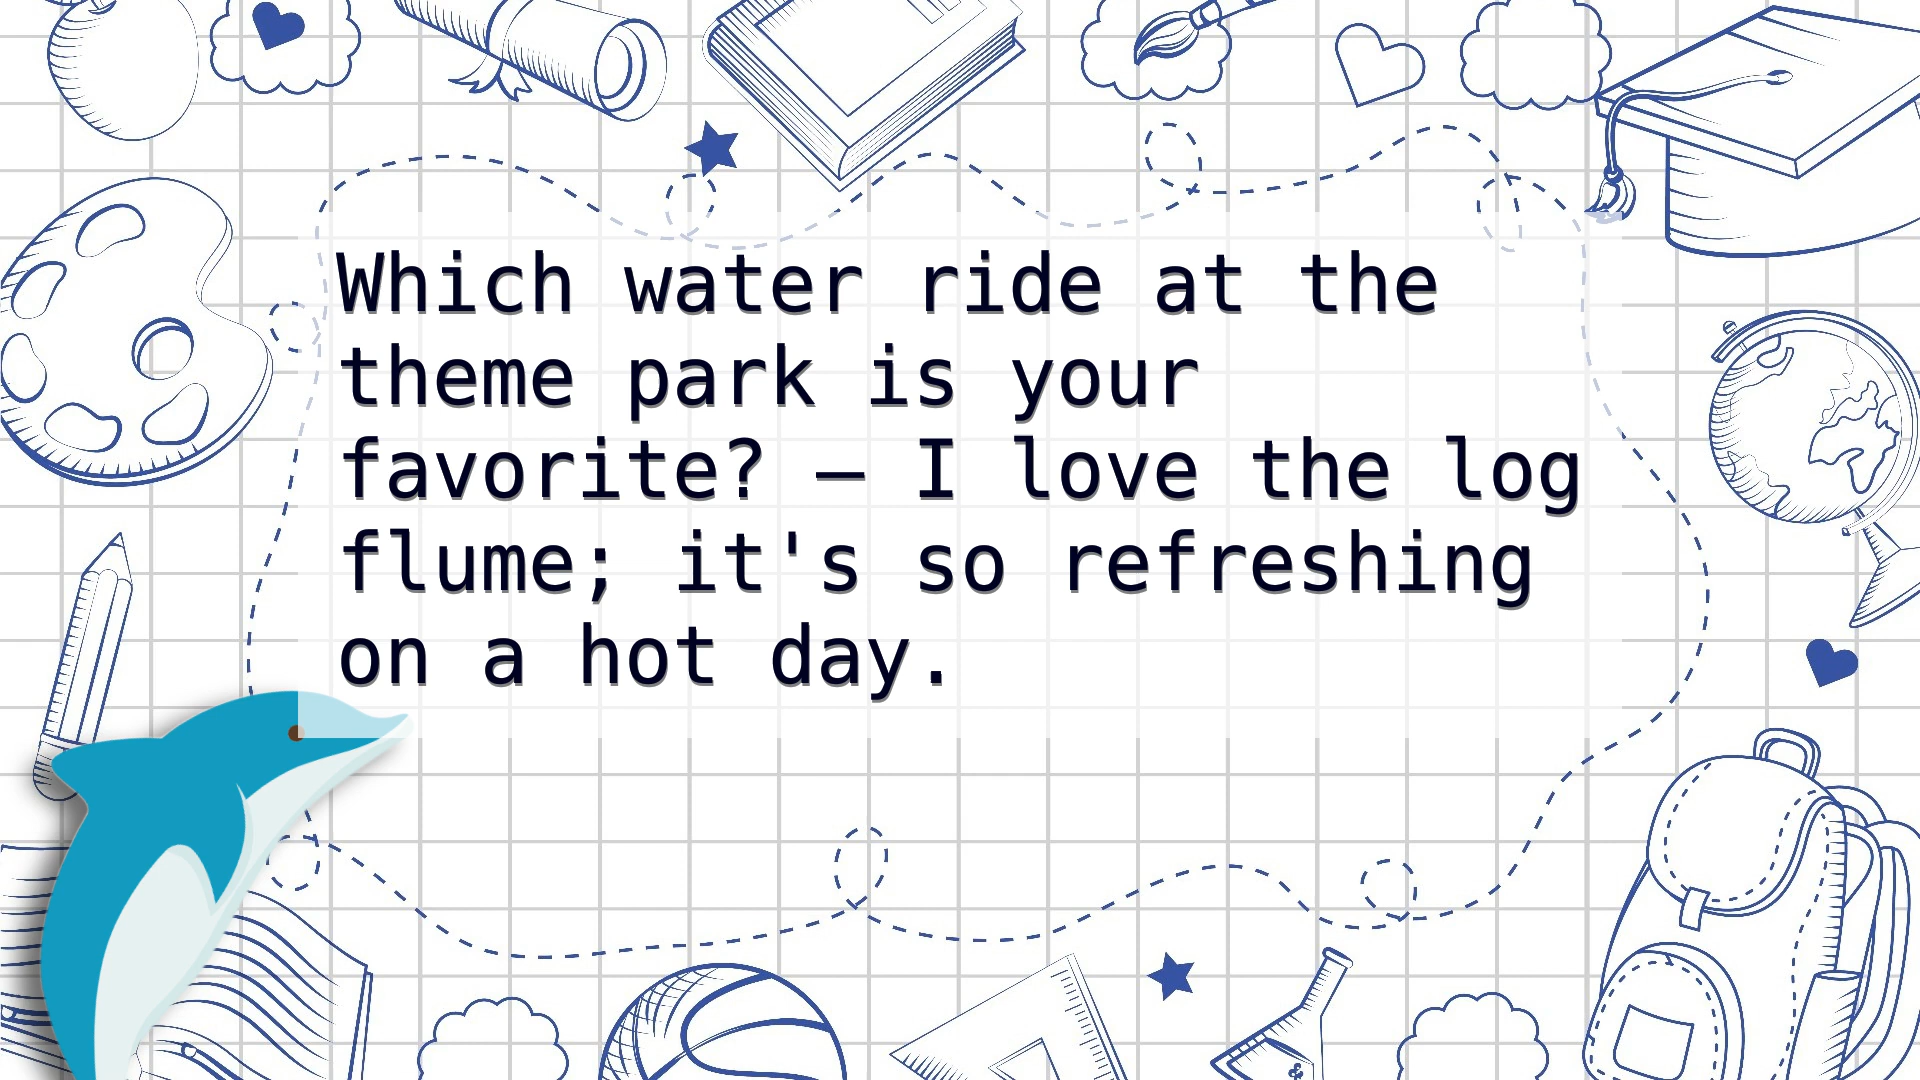 Which water ride at the
theme park is your
favorite? – I love the log
flume; it's so refreshing
on a hot day.